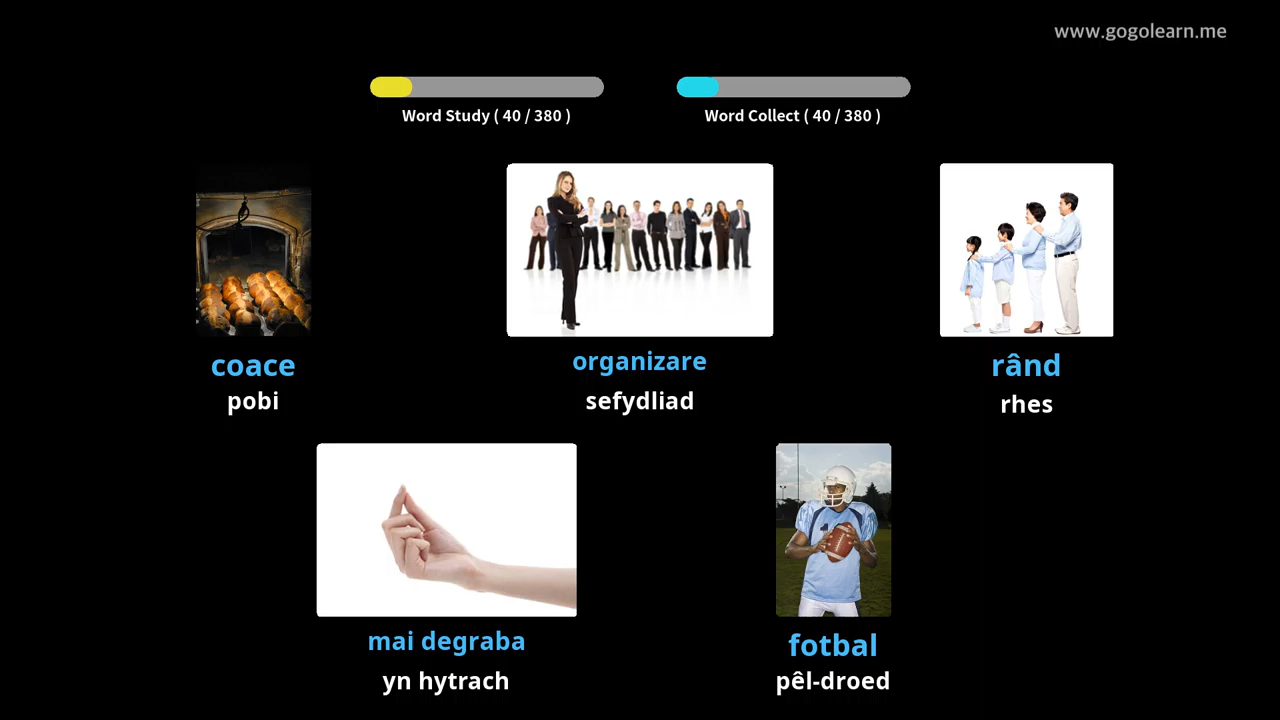 www.gogolearn.me
Word Study ( 40 / 380 )
Word Collect ( 40 / 380 )
coace
pobi
organizare
sefydliad
rând
rhes
mai degraba
yn hytrach
fotbal
pêl-droed